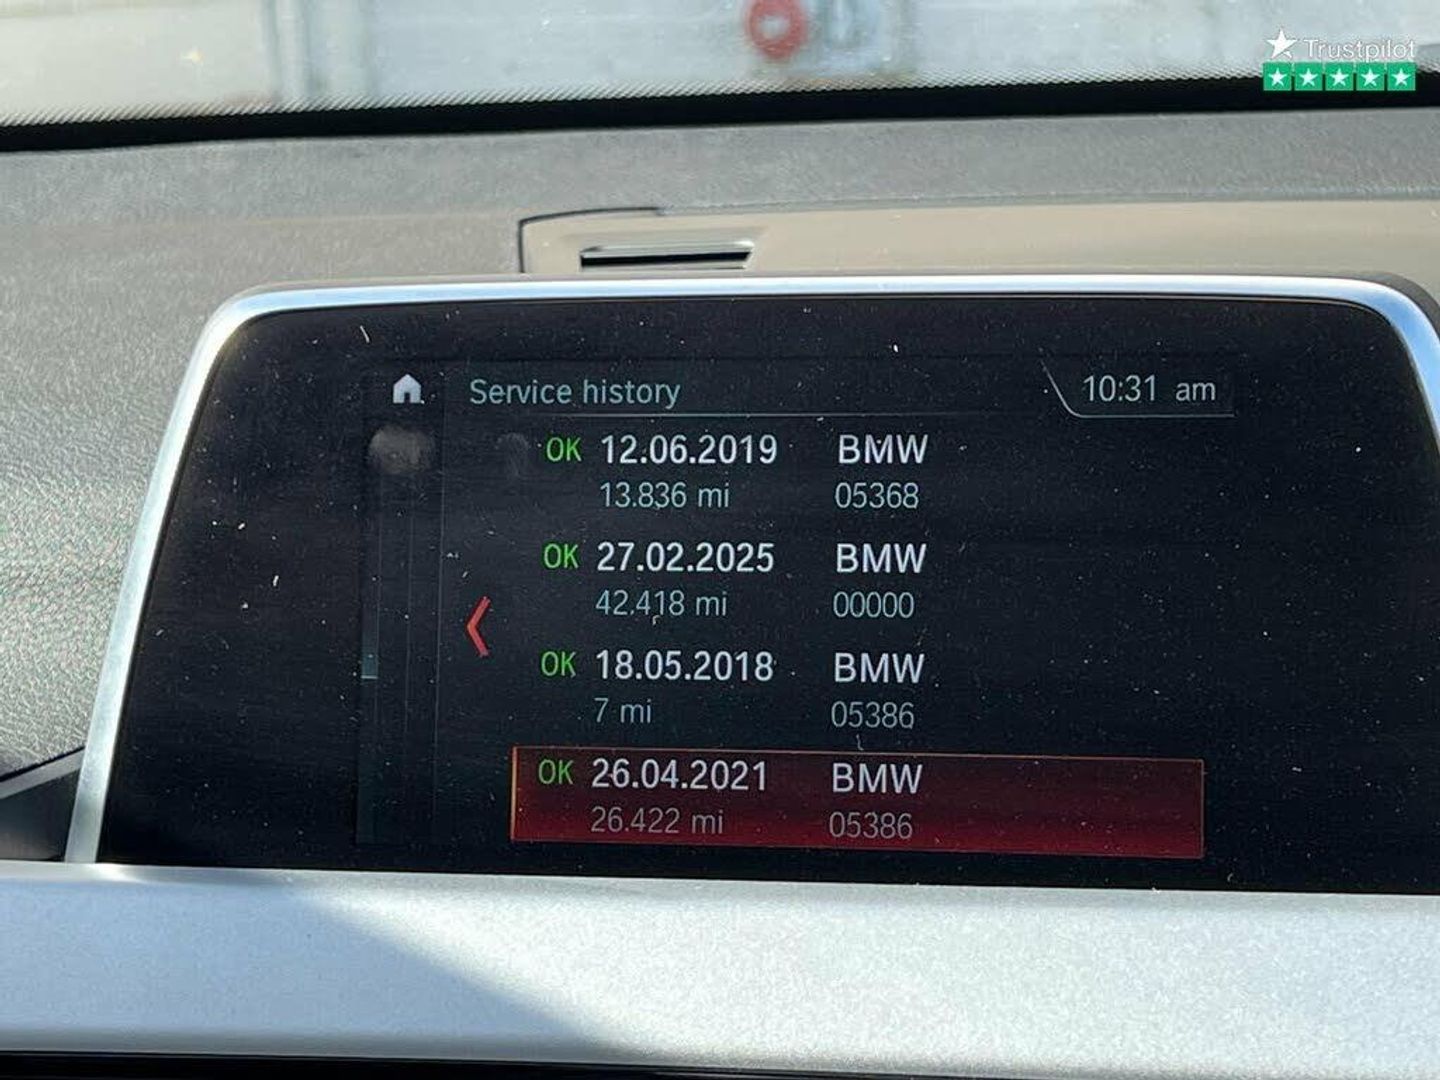 Trustpilot
Service history
10:31 am
OK 12.06.2019 BMW
13.836 mi 05368
OK 27.02.2025 BMW
42.418 mi 00000
OK 18.05.2018 BMW
7 mi 05386
OK 26.04.2021 BMW
26.422 mi 05386